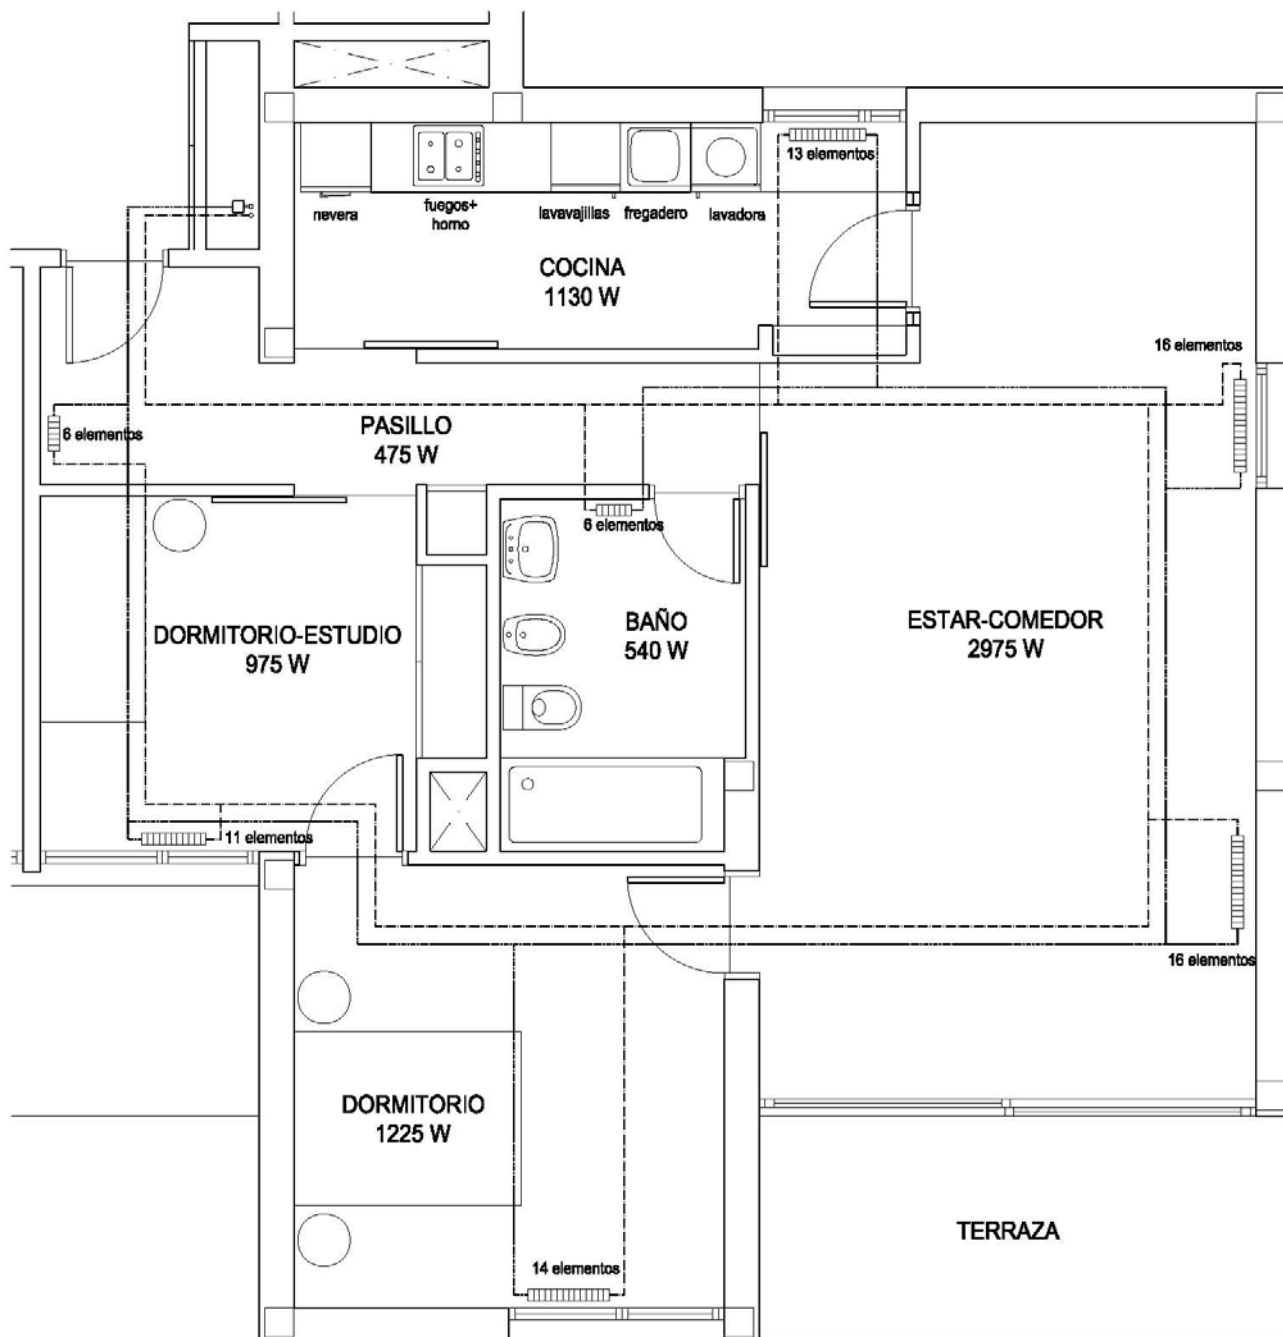 13 elementos
nevera
fuegos+
horno
lavavajillas
fregadero
lavadora
COCINA
1130 W
16 elementos
6 elementos
PASILLO
475 W
6 elementos
DORMITORIO-ESTUDIO
975 W
BAÑO
540 W
ESTAR-COMEDOR
2975 W
11 elementos
16 elementos
DORMITORIO
1225 W
TERRAZA
14 elementos